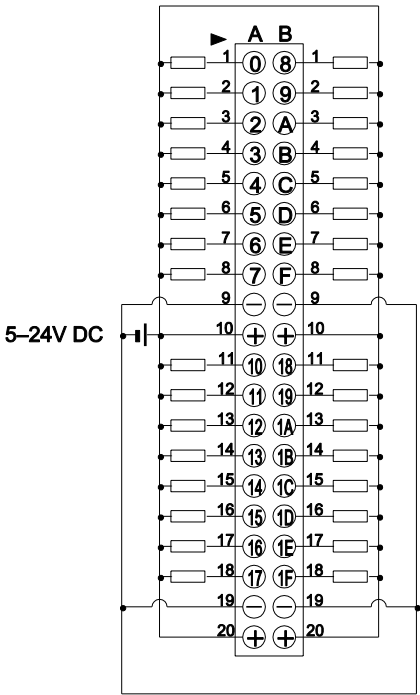 A B
1 0 8 1
2 1 9 2
3 2 A 3
4 3 B 4
5 4 C 5
6 5 D 6
7 6 E 7
8 7 F 8
9 − − 9
5–24V DC 10 + + 10
11 10 18 11
12 11 19 12
13 12 1A 13
14 13 1B 14
15 14 1C 15
16 15 1D 16
17 16 1E 17
18 17 1F 18
19 − − 19
20 + + 20